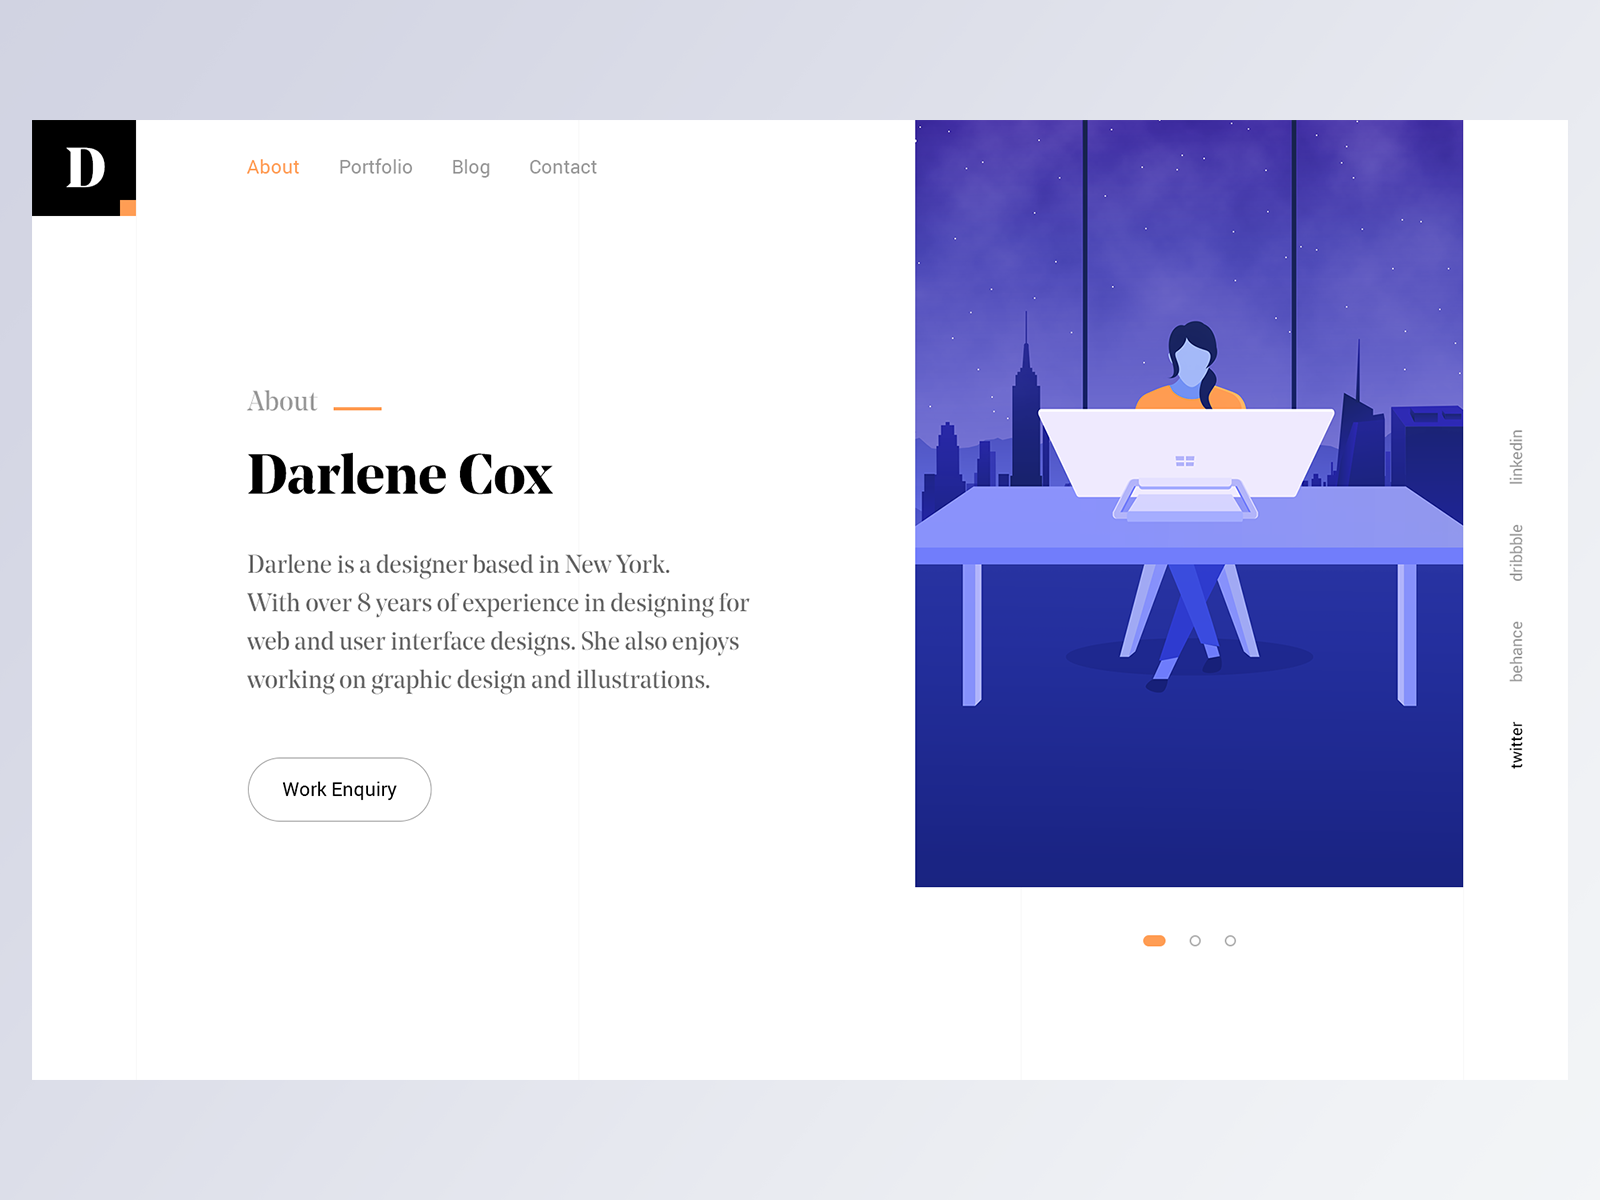 D
About
Portfolio
Blog
Contact
About
Darlene Cox
Darlene is a designer based in New York.
With over 8 years of experience in designing for
web and user interface designs. She also enjoys
working on graphic design and illustrations.
Work Enquiry
linkedin
dribbble
behance
twitter